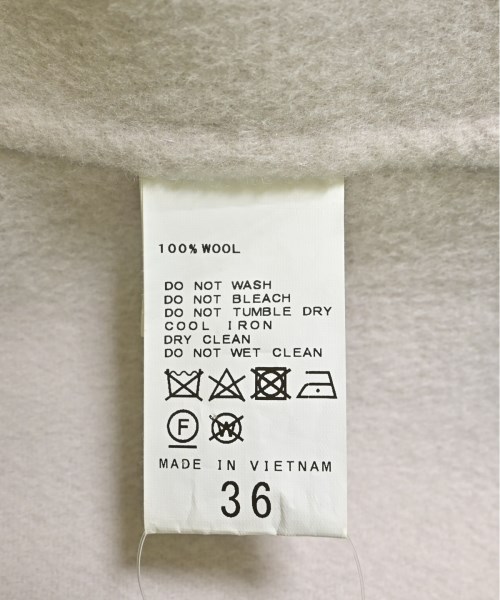 100% WOOL
DO NOT WASH
DO NOT BLEACH
DO NOT TUMBLE DRY
COOL IRON
DRY CLEAN
DO NOT WET CLEAN
F W
MADE IN VIETNAM
36